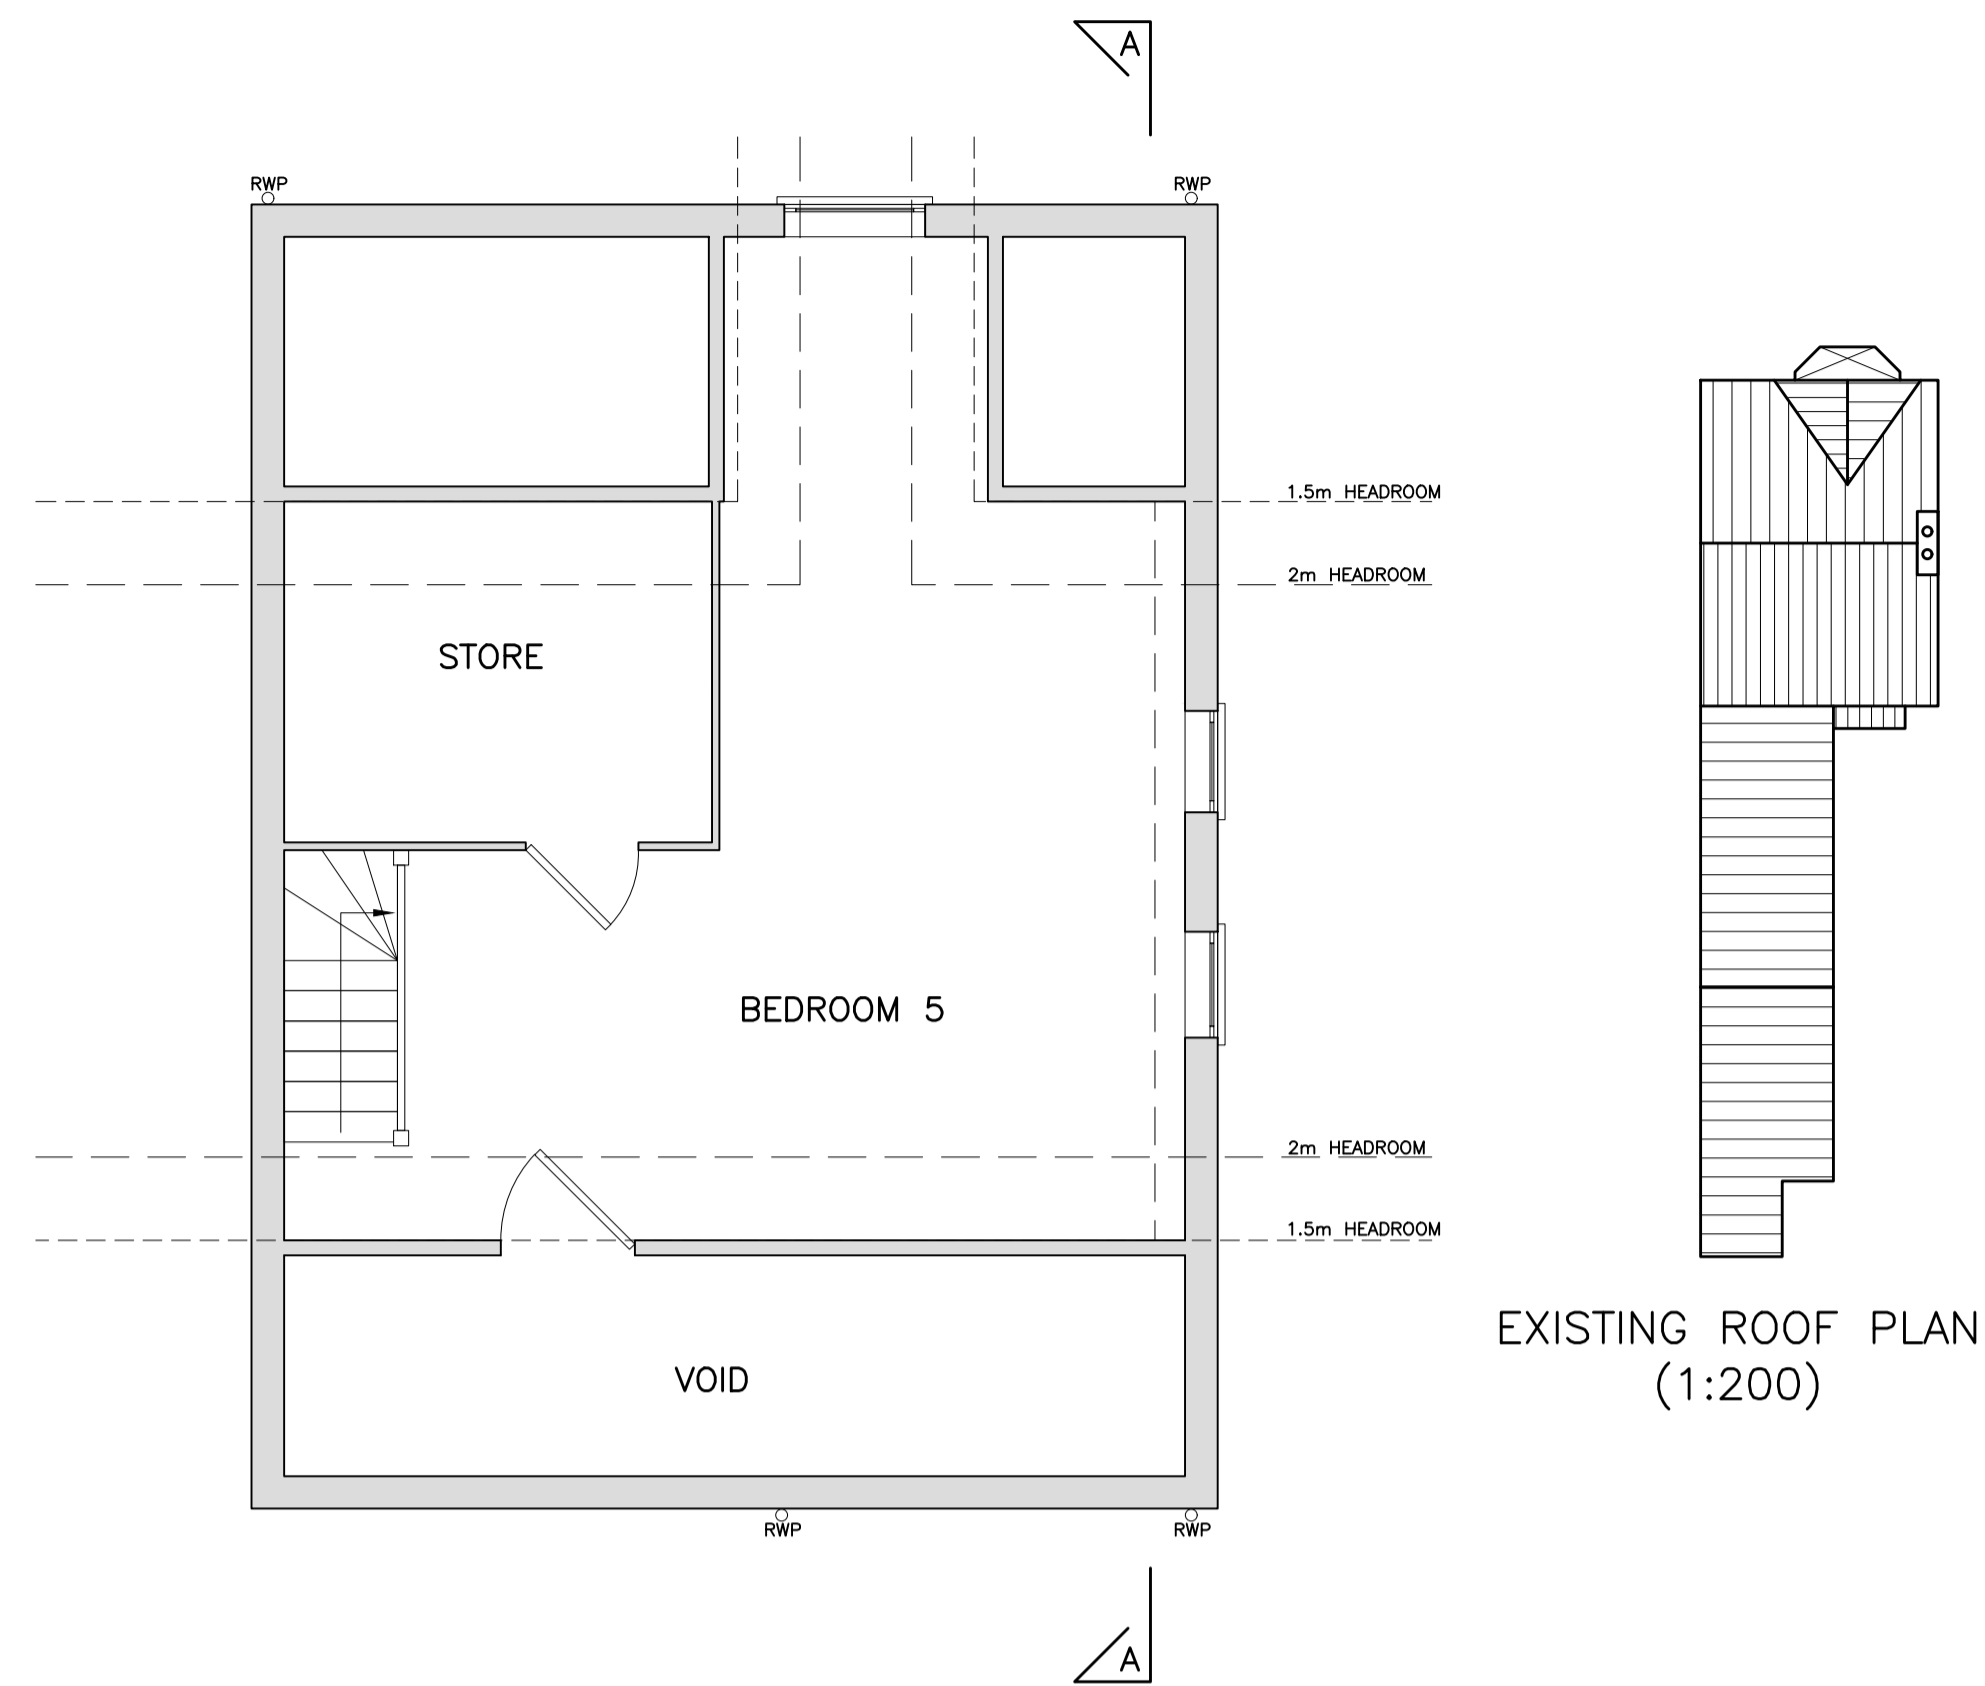 A
RWP
RWP
1.5m HEADROOM
2m HEADROOM
STORE
BEDROOM 5
2m HEADROOM
1.5m HEADROOM
EXISTING ROOF PLAN
(1:200)
VOID
RWP
RWP
A